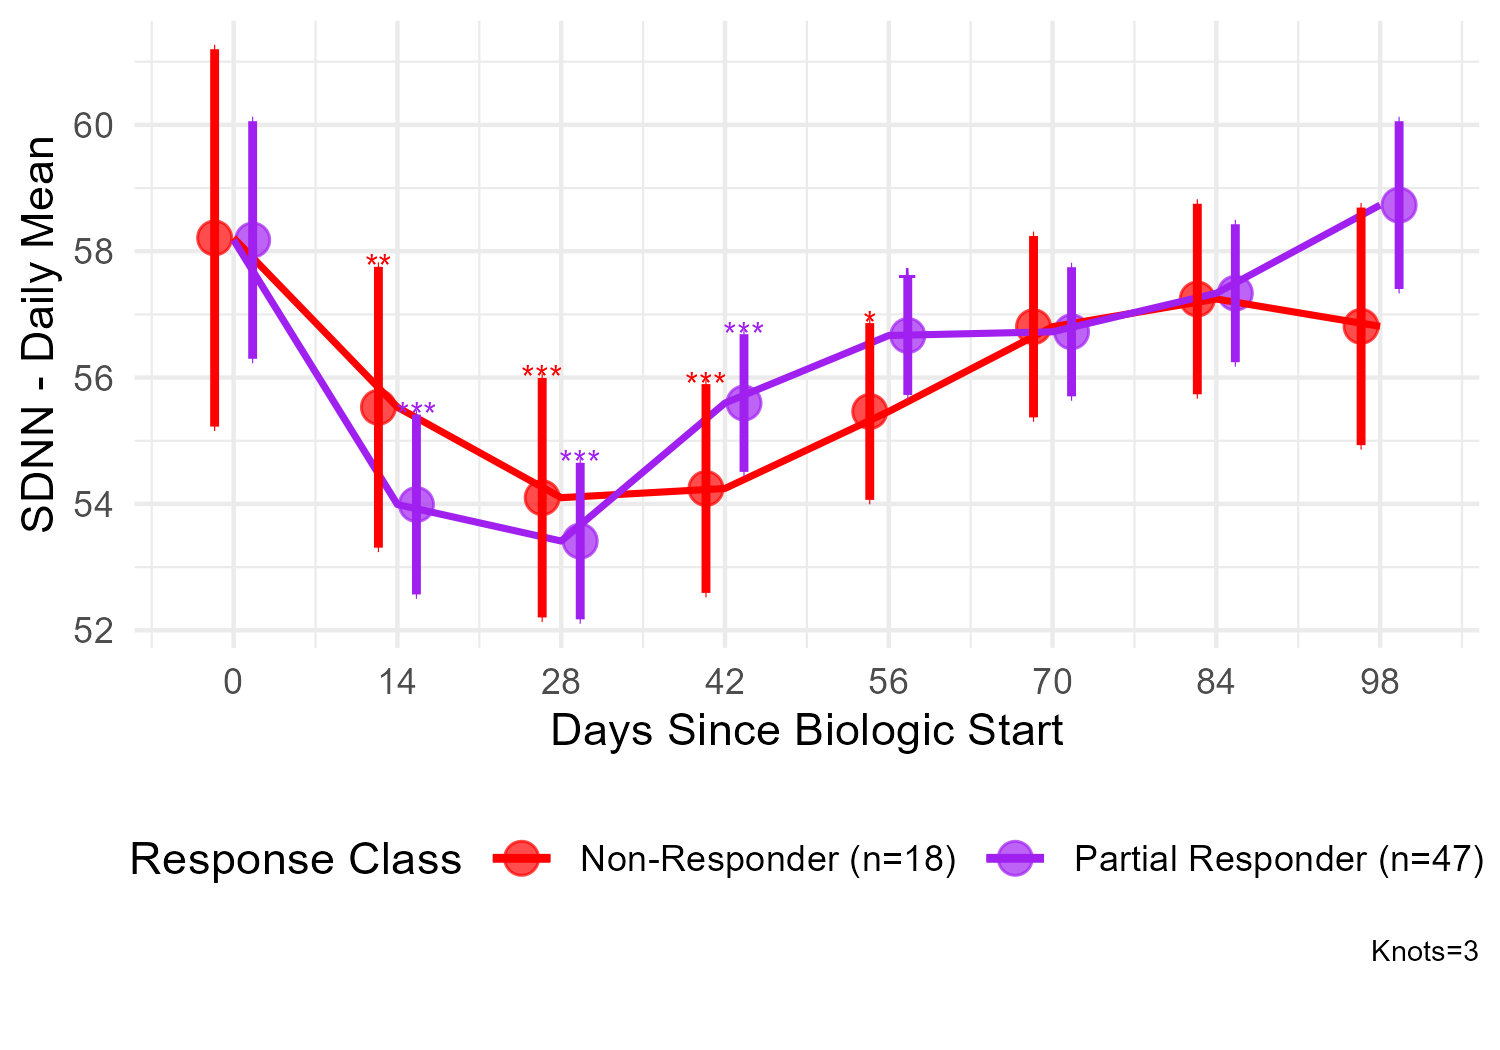 SDNN - Daily Mean
60
58
56
54
52
**
***
***
***
***
***
*
†
0 14 28 42 56 70 84 98
Days Since Biologic Start
Response Class Non-Responder (n=18) Partial Responder (n=47)
Knots=3